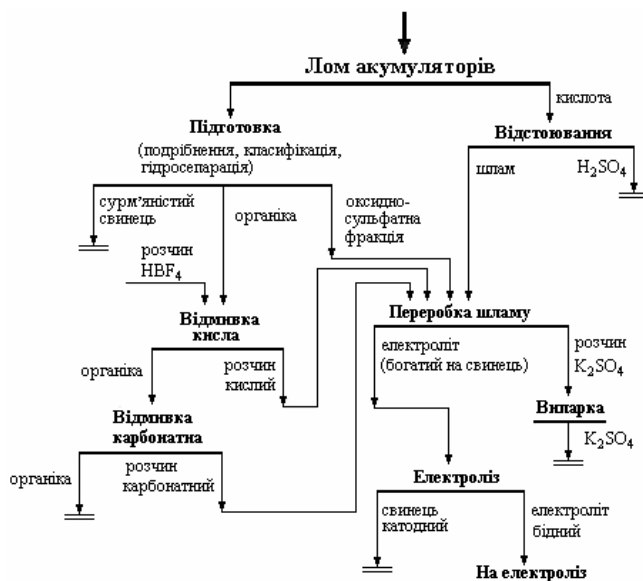 Лом акумуляторів
кислота
Підготовка
(подрібнення, класифікація,
гідросепарація)
Відстоювання
шлам
H₂SO₄
сурм’янистий
свинець
органіка
оксидно-
сульфатна
фракція
розчин
HBF₄
Відмивка
кисла
Переробка шламу
органіка
розчин
кислий
електроліт
(богатий на свинець)
розчин
K₂SO₄
Відмивка
карбонатна
Випарка
K₂SO₄
органіка
розчин
карбонатний
Електроліз
свинець
катодний
електроліт
бідний
На електроліз